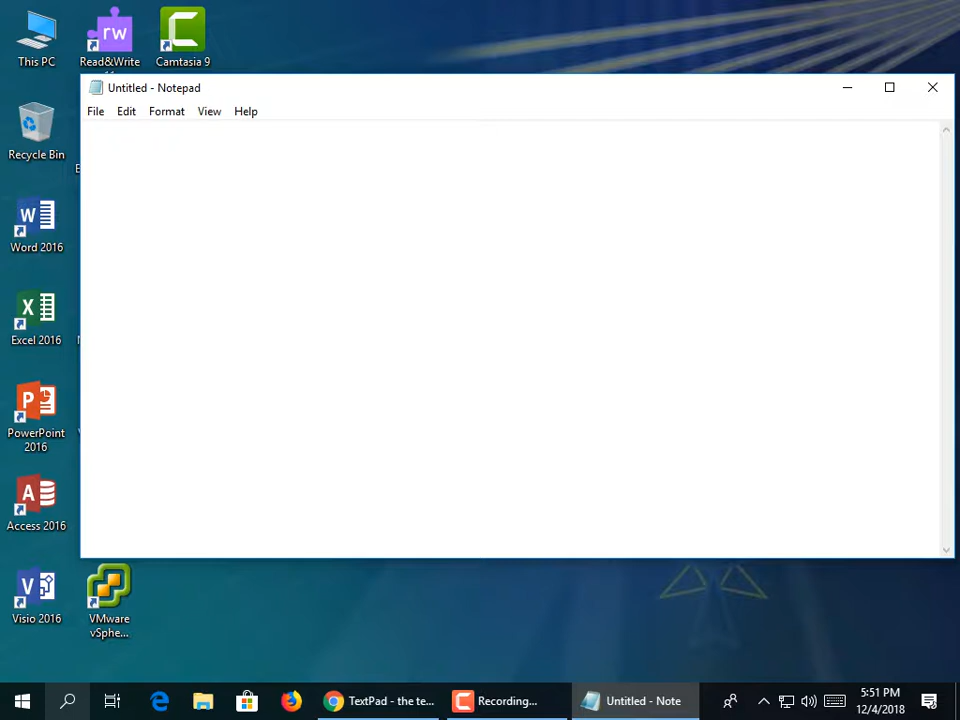 This PC
Read&Write
rw
Camtasia 9
Untitled - Notepad
File Edit Format View Help
Recycle Bin
Word 2016
Excel 2016
PowerPoint
2016
Access 2016
Visio 2016
VMware
vSphe...
TextPad - the te...
Recording...
Untitled - Note
5:51 PM
12/4/2018